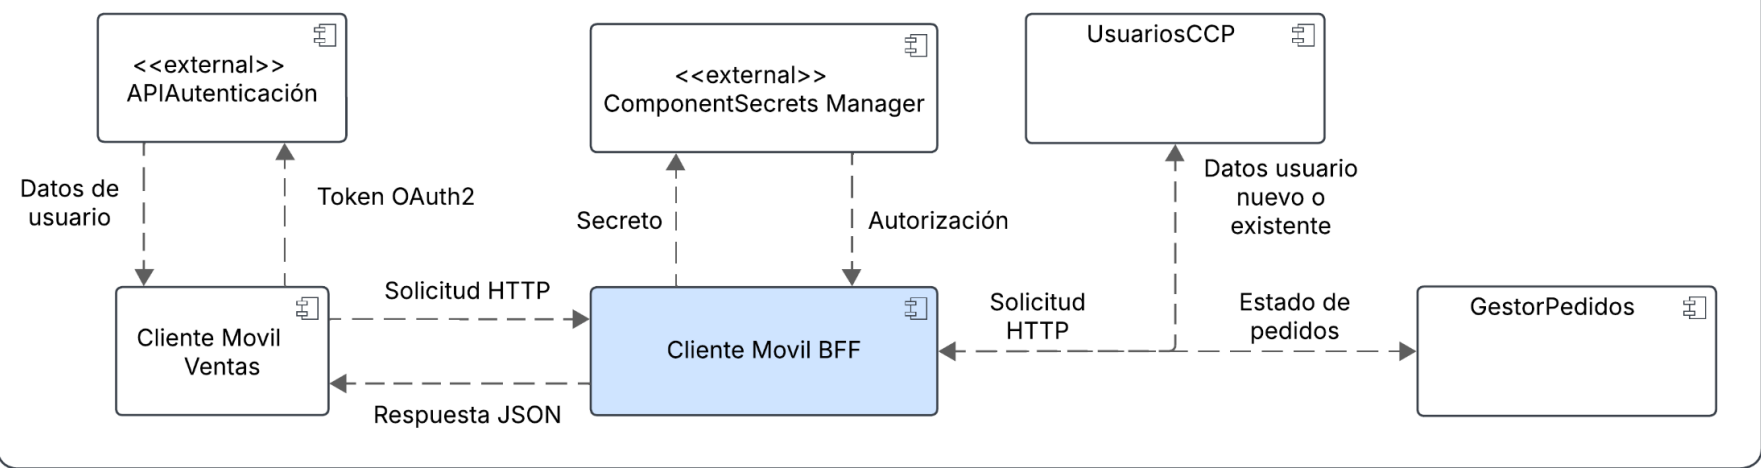 <<external>>
APIAutenticación
<<external>>
ComponentSecrets Manager
UsuariosCCP
Datos de
usuario
Token OAuth2
Secreto
Autorización
Datos usuario
nuevo o
existente
Cliente Movil
Ventas
Solicitud HTTP
Respuesta JSON
Cliente Movil BFF
Solicitud
HTTP
Estado de
pedidos
GestorPedidos